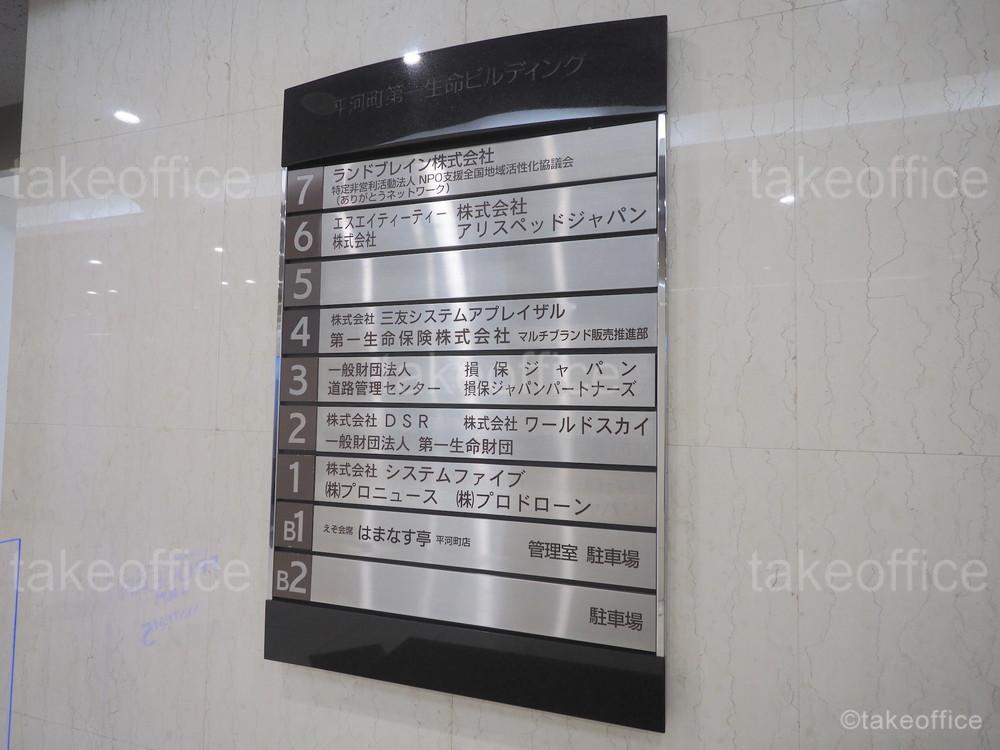 平河町第一生命ビルディング
7
ランドブレイン株式会社
特定非営利活動法人 NPO支援全国地域活性化協議会
（ありがとうネットワーク）
6
エスエイティーティー 株式会社
株式会社 アリスペッドジャパン
5
4
株式会社 三友システムアプレイザル
第一生命保険株式会社 マルチブランド販売推進部
3
一般財団法人 損保ジャパン
道路管理センター 損保ジャパンパートナーズ
2
株式会社 DSR 株式会社 ワールドスカイ
一般財団法人 第一生命財団
1
株式会社 システムファイブ
㈱プロニュース ㈱プロドローン
B1
えぞ会席 はまなす亭 平河町店 管理室 駐車場
B2
駐車場
takeoffice takeoffice takeoffice
takeoffice
takeoffice takeoffice takeoffice
©takeoffice